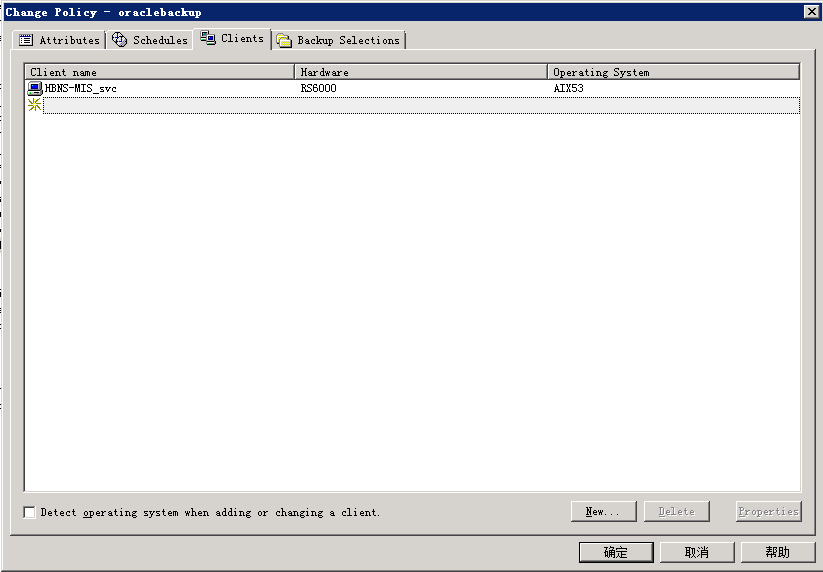 Change Policy - oraclebackup
Attributes Schedules Clients Backup Selections
Client name Hardware Operating System
HBNS-MIS_svc RS6000 AIX53
Detect operating system when adding or changing a client.
New... Delete Properties
确定 取消 帮助